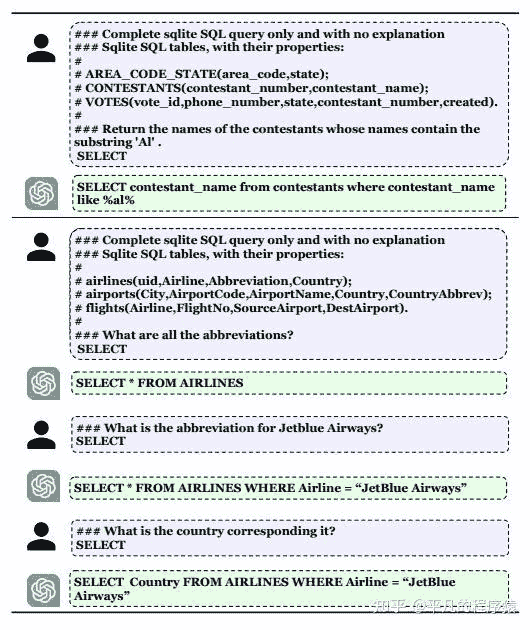 ### Complete sqlite SQL query only and with no explanation
### Sqlite SQL tables, with their properties:
#
# AREA_CODE_STATE(area_code,state);
# CONTESTANTS(contestant_number,contestant_name);
# VOTES(vote_id,phone_number,state,contestant_number,created).
#
### Return the names of the contestants whose names contain the
substring 'Al' .
SELECT
SELECT contestant_name from contestants where contestant_name
like %al%
### Complete sqlite SQL query only and with no explanation
### Sqlite SQL tables, with their properties:
#
# airlines(uid,Airline,Abbreviation,Country);
# airports(City,AirportCode,AirportName,Country,CountryAbbrev);
# flights(Airline,FlightNo,SourceAirport,DestAirport).
#
### What are all the abbreviations?
SELECT
SELECT * FROM AIRLINES
### What is the abbreviation for Jetblue Airways?
SELECT
SELECT * FROM AIRLINES WHERE Airline = “JetBlue Airways”
### What is the country corresponding it?
SELECT
SELECT Country FROM AIRLINES WHERE Airline = “JetBlue
Airways”
知乎 @平凡的程序猿